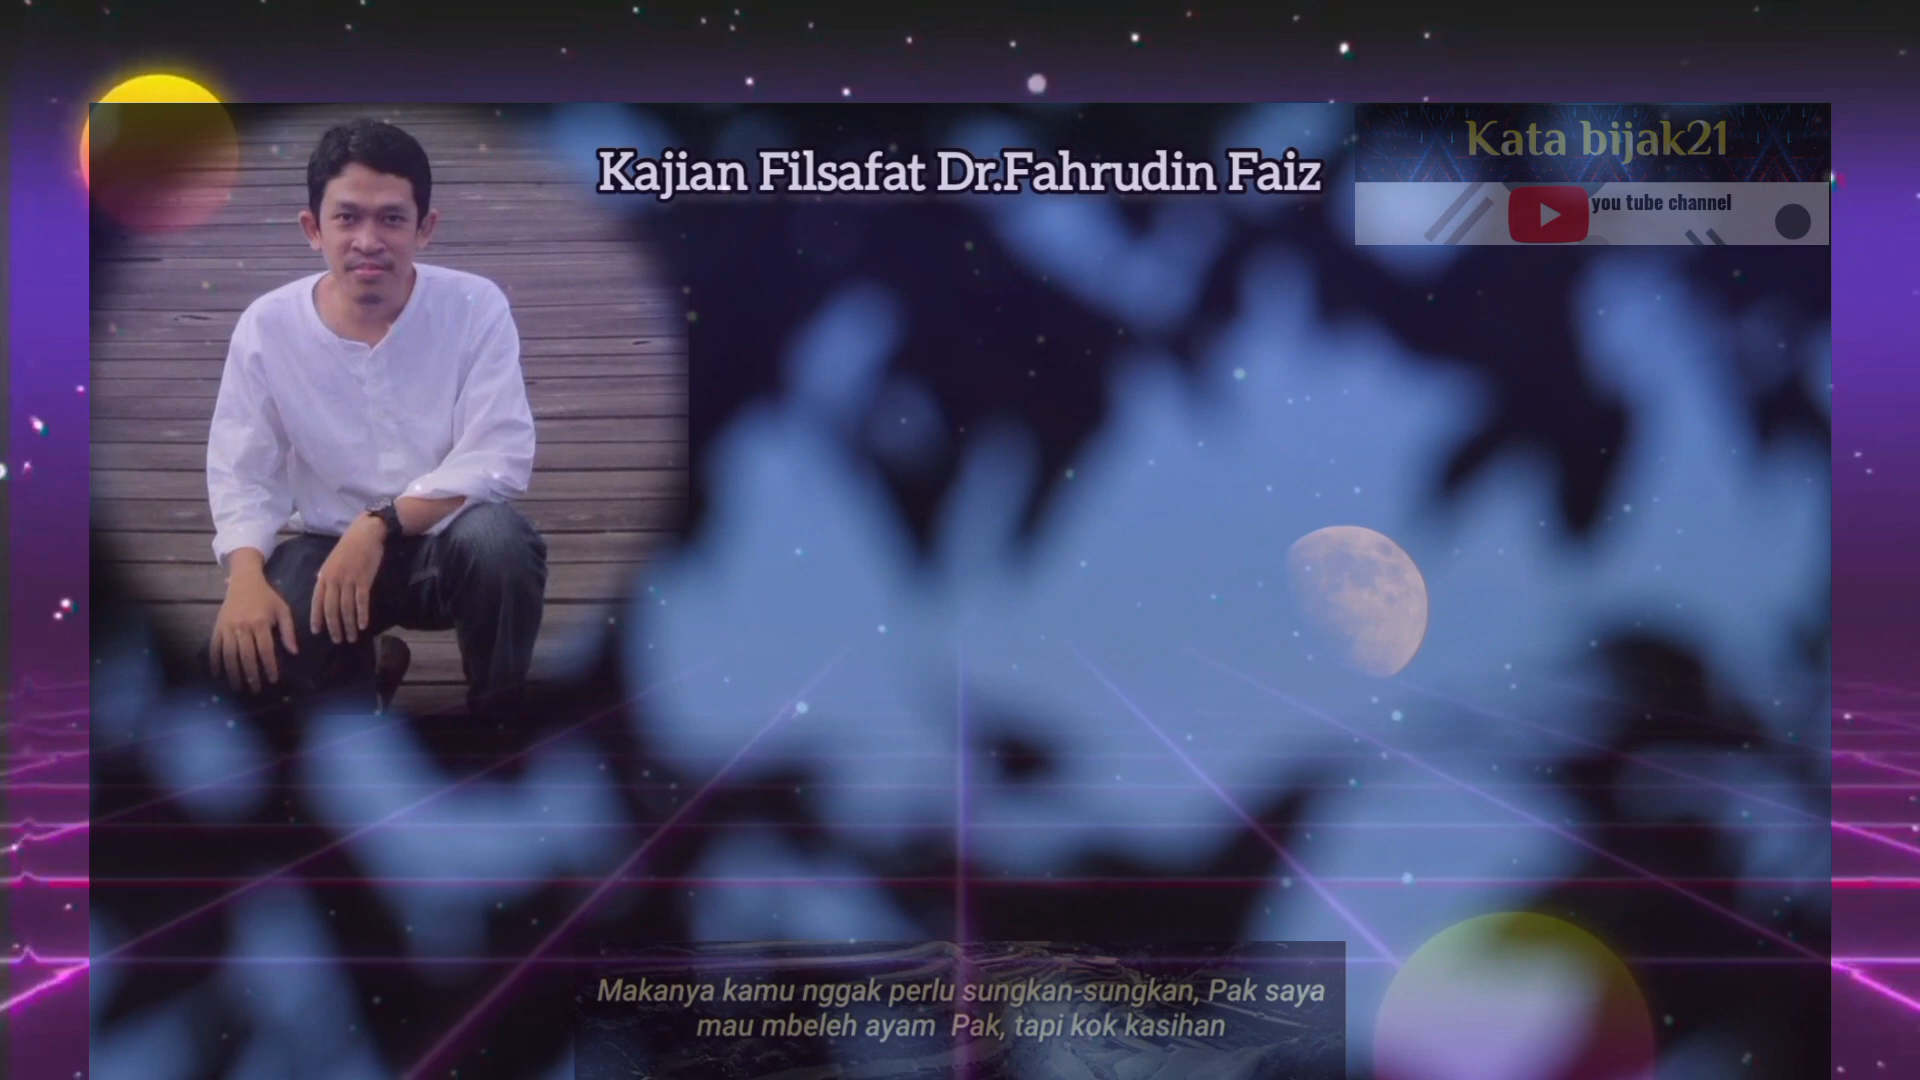 Kajian Filsafat Dr.Fahrudin Faiz
Kata bijak21
you tube channel
Makanya kamu nggak perlu sungkan-sungkan, Pak saya
mau mbeleh ayam  Pak, tapi kok kasihan